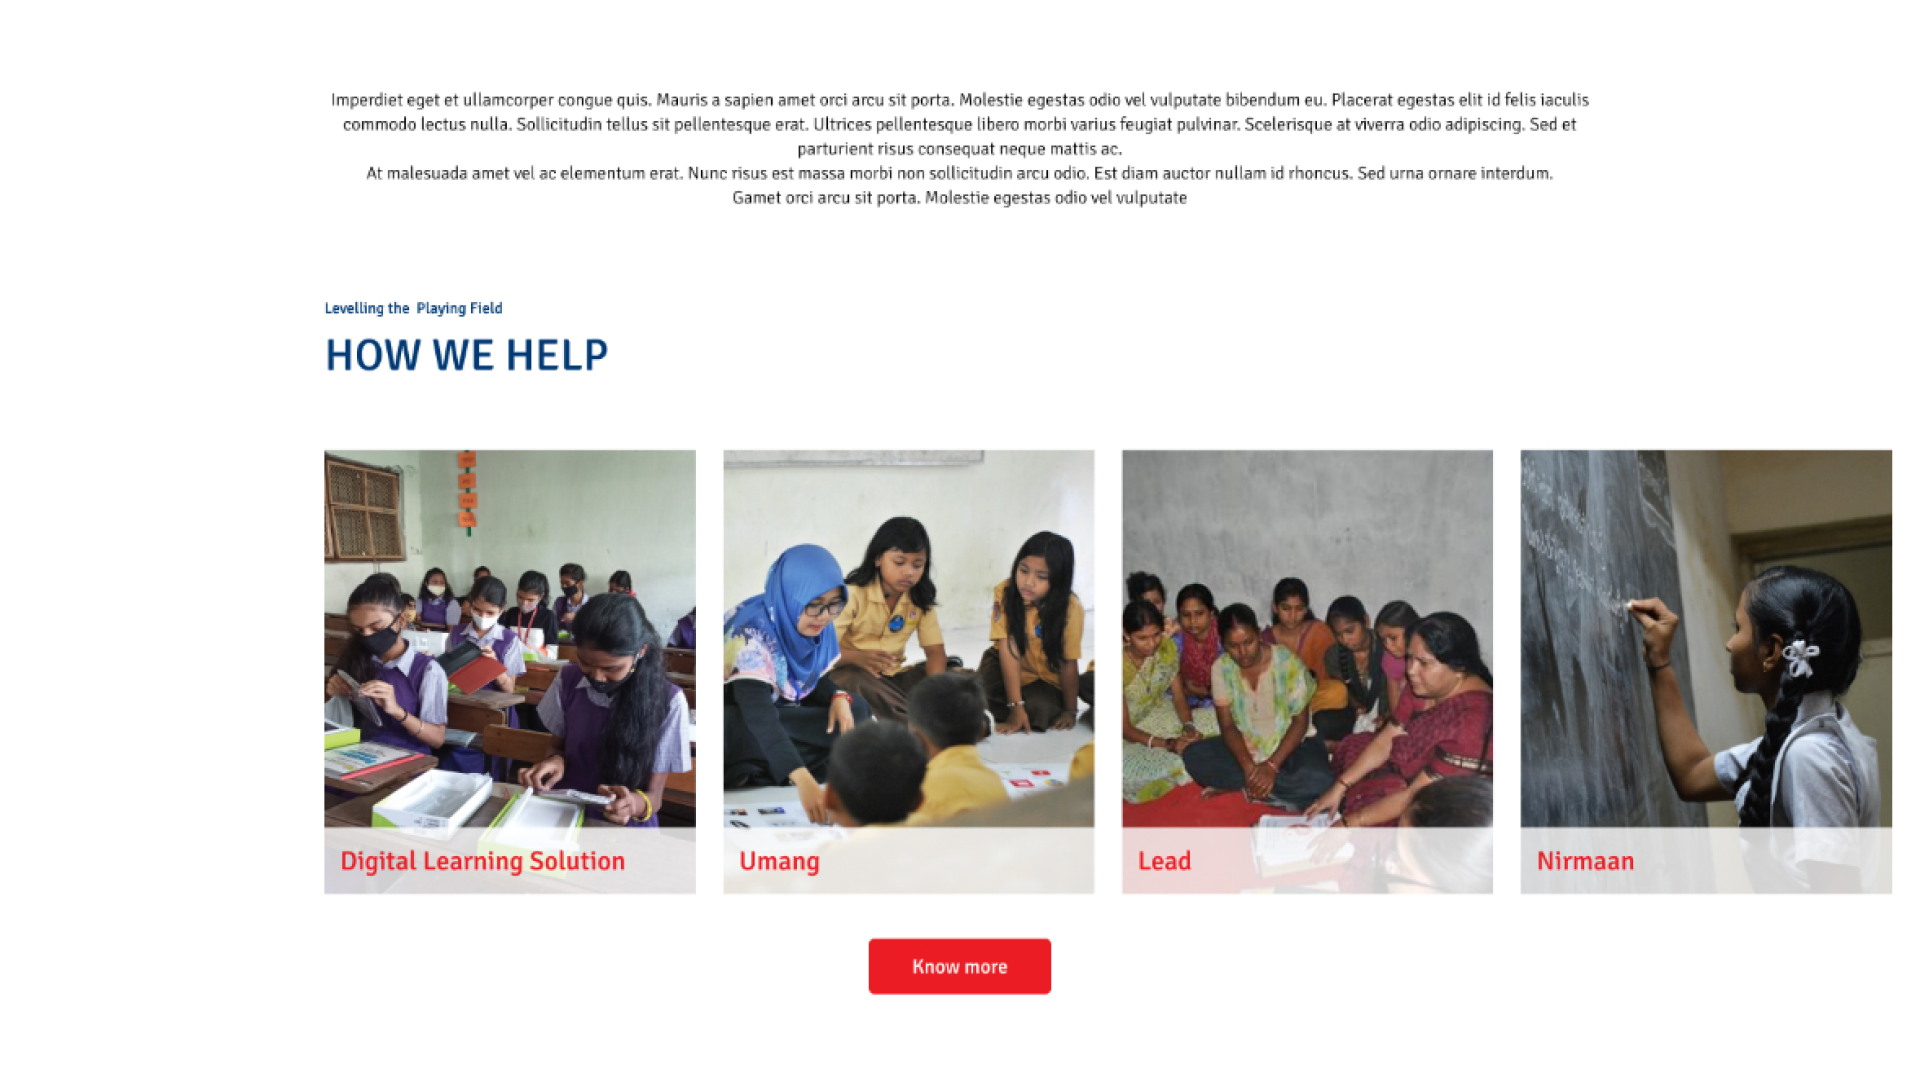 Imperdiet eget et ullamcorper congue quis. Mauris a sapien amet orci arcu sit porta. Molestie egestas odio vel vulputate bibendum eu. Placerat egestas elit id felis iaculis
commodo lectus nulla. Sollicitudin tellus sit pellentesque erat. Ultrices pellentesque libero morbi varius feugiat pulvinar. Scelerisque at viverra odio adipiscing. Sed et
parturient risus consequat neque mattis ac.
At malesuada amet vel ac elementum erat. Nunc risus est massa morbi non sollicitudin arcu odio. Est diam auctor nullam id rhoncus. Sed urna ornare interdum.
Gamet orci arcu sit porta. Molestie egestas odio vel vulputate
Levelling the Playing Field
HOW WE HELP
Digital Learning Solution
Umang
Lead
Nirmaan
Know more